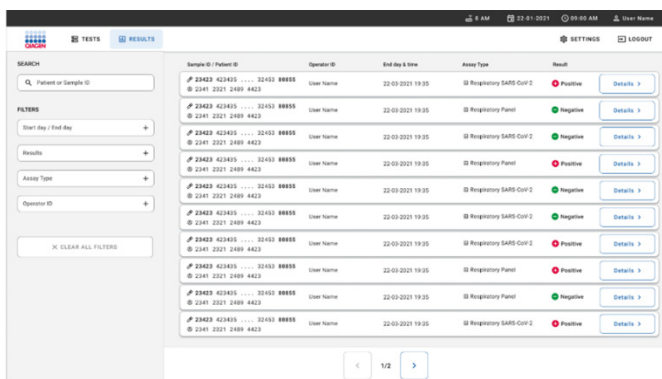 8 AM 22-01-2021 09:00 AM User Name
QIAGEN TESTS RESULTS SETTINGS LOGOUT
SEARCH
Patient or Sample ID
FILTERS
Start day / End day +
Results +
Assay Type +
Operator ID +
CLEAR ALL FILTERS
Sample ID / Patient ID Operator ID End day & time Assay Type Result
23423 423435 .... 32453 88855
2341 2321 2489 4423
User Name 22-03-2021 19:35 Respiratory SARS-CoV-2 Positive Details >
23423 423435 .... 32453 88855
2341 2321 2489 4423
User Name 22-03-2021 19:35 Respiratory Panel Negative Details >
23423 423435 .... 32453 88855
2341 2321 2489 4423
User Name 22-03-2021 19:35 Respiratory SARS-CoV-2 Negative Details >
23423 423435 .... 32453 88855
2341 2321 2489 4423
User Name 22-03-2021 19:35 Respiratory Panel Positive Details >
23423 423435 .... 32453 88855
2341 2321 2489 4423
User Name 22-03-2021 19:35 Respiratory SARS-CoV-2 Negative Details >
23423 423435 .... 32453 88855
2341 2321 2489 4423
User Name 22-03-2021 19:35 Respiratory SARS-CoV-2 Negative Details >
23423 423435 .... 32453 88855
2341 2321 2489 4423
User Name 22-03-2021 19:35 Respiratory SARS-CoV-2 Positive Details >
23423 423435 .... 32453 88855
2341 2321 2489 4423
User Name 22-03-2021 19:35 Respiratory Panel Positive Details >
23423 423435 .... 32453 88855
2341 2321 2489 4423
User Name 22-03-2021 19:35 Respiratory Panel Negative Details >
23423 423435 .... 32453 88855
2341 2321 2489 4423
User Name 22-03-2021 19:35 Respiratory SARS-CoV-2 Positive Details >
< 1/2 >